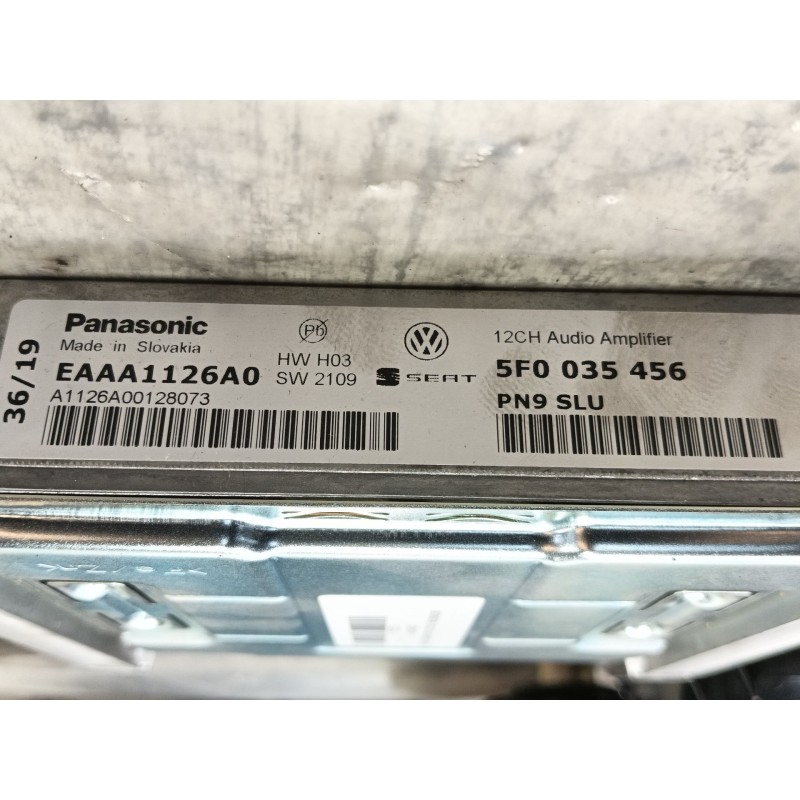 36/19
Panasonic
Made in Slovakia
EAAA1126A0
A1126A00128073
Pb
HW H03
SW 2109
SEAT
12CH Audio Amplifier
5F0 035 456
PN9 SLU